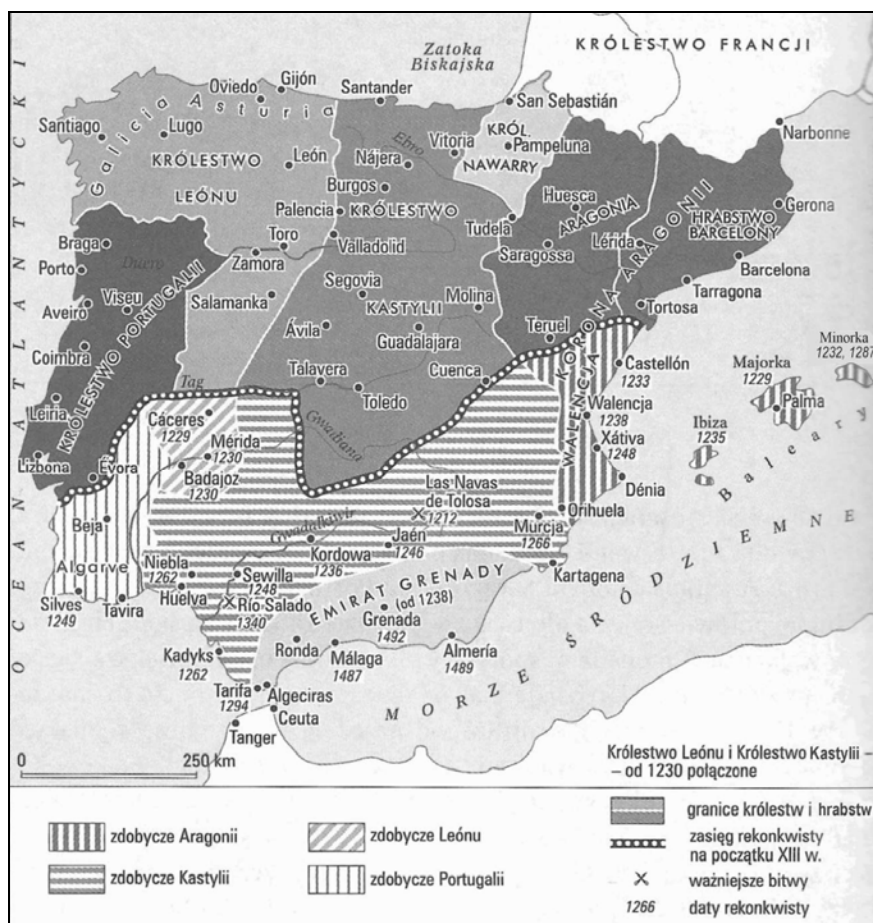 Zatoka
Biskajska
KRÓLESTWO FRANCJI
OCEAN ATLANTYCKI
Gijón
Oviedo
Santander
San Sebastián
Galicia Asturia
Santiago
Lugo
Narbonne
KRÓL.
NAWARRY
Vitoria
Pampeluna
Ebro
León
Nájera
KRÓLESTWO
LEÓNU
Burgos
Huesca
Gerona
ARAGONIA
HRABSTWO
BARCELONY
Palencia
KRÓLESTWO
Tudela
Toro
Valladolid
Saragossa
Lérida
Braga
Zamora
Barcelona
Porto
Duero
Segovia
Molina
Tarragona
Viseu
Salamanka
KASTYLII
Tortosa
Aveiro
Ávila
Guadalajara
Teruel
KORONA ARAGONII
KRÓLESTWO PORTUGALII
Coimbra
Talavera
Cuenca
Castellón
1233
Minorka
1232, 1287
Majorka
1229
Palma
Tag
Toledo
WALENCJA
Leiria
Cáceres
1229
Gwadiana
Walencja
1238
Ibiza
1235
Baleary
Lizbona
Évora
Mérida
1230
Xátiva
1248
Badajoz
1230
Las Navas
de Tolosa
1212
Dénia
Beja
Gwadalkiwir
Orihuela
Murcja
1266
Jaén
1246
Kordowa
1236
Algarve
Niebla
1262
Sewilla
1248
Kartagena
EMIRAT GRENADY
(od 1238)
Silves
1249
Tavira
Huelva
Río Salado
1340
Grenada
1492
Ronda
Málaga
1487
Almería
1489
Kadyks
1262
MORZE ŚRÓDZIEMNE
Tarifa
1294
Algeciras
Ceuta
Tanger
0 250 km
Królestwo Leónu i Królestwo Kastylii –
– od 1230 połączone
zdobycze Aragonii
zdobycze Leónu
zdobycze Kastylii
zdobycze Portugalii
granice królestw i hrabstw
zasięg rekonkwisty
na początku XIII w.
ważniejsze bitwy
1266 daty rekonkwisty